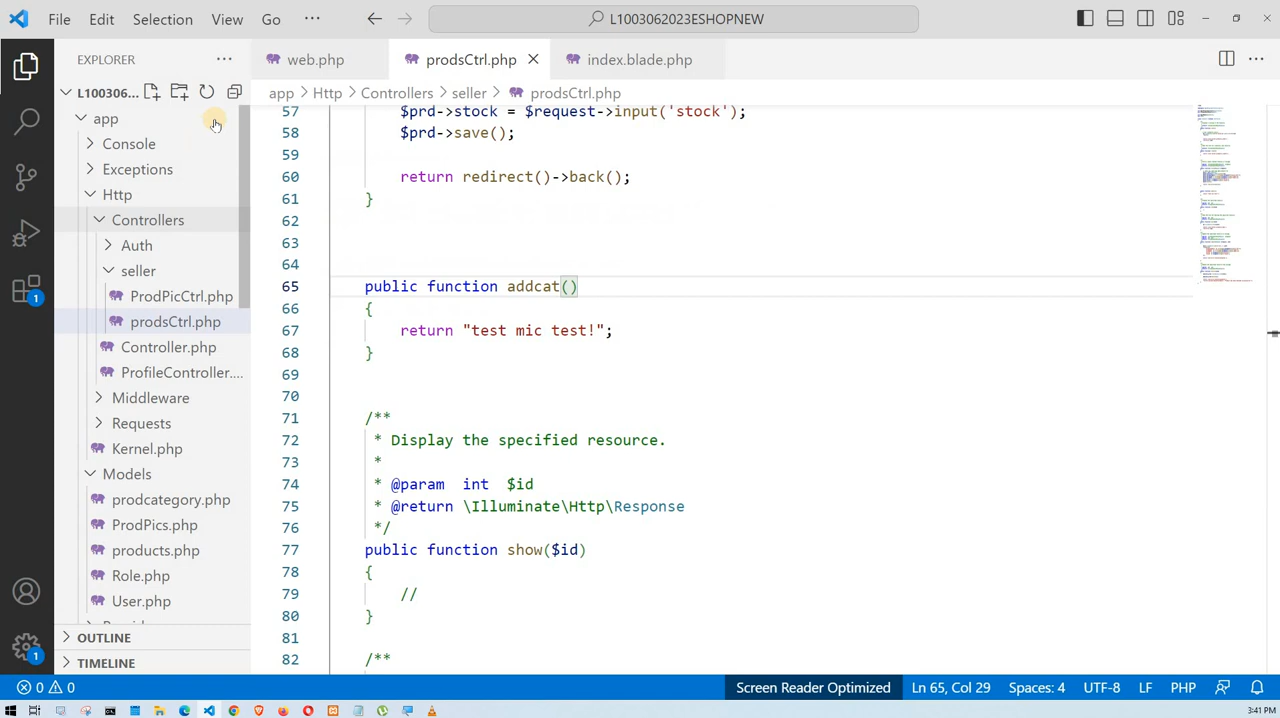 File Edit Selection View Go ··· L1003062023ESHOPNEW
EXPLORER ···
web.php prodsCtrl.php index.blade.php ···
L100306...
app > Http > Controllers > seller > prodsCtrl.php
app
Console
Exceptions
Http
Controllers
Auth
seller
ProdPicCtrl.php
prodsCtrl.php
Controller.php
ProfileController....
Middleware
Requests
Kernel.php
Models
prodcategory.php
ProdPics.php
products.php
Role.php
User.php
OUTLINE
TIMELINE
57 $prd->stock = $request->input('stock');
58 $prd->save();
59
60 return redirect()->back();
61 }
62
63
64
65 public function ()
66 {
67 return "test mic test!";
68 }
69
70
71 /**
72 * Display the specified resource.
73 *
74 * @param int $id
75 * @return \Illuminate\Http\Response
76 */
77 public function show($id)
78 {
79 //
80 }
81
82 /**
1
1
0 0 Screen Reader Optimized Ln 65, Col 29 Spaces: 4 UTF-8 LF PHP
3:41 PM